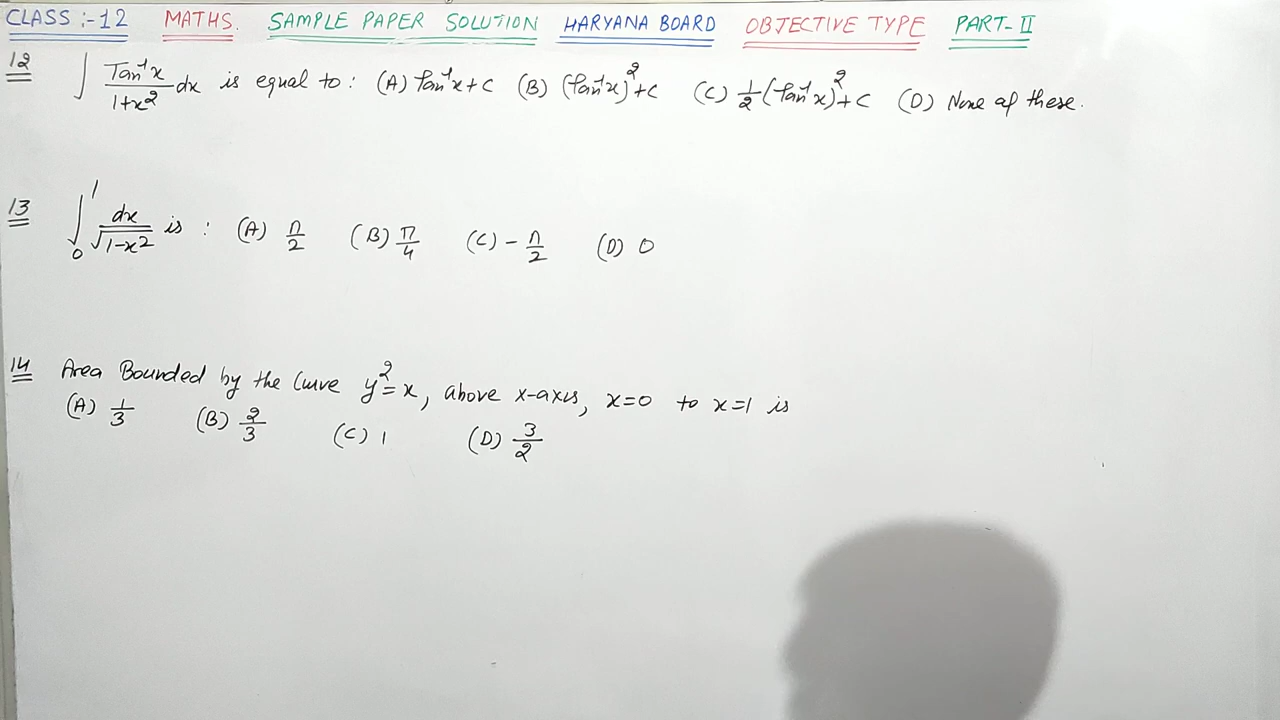 CLASS :- 12 MATHS. SAMPLE PAPER SOLUTION HARYANA BOARD OBJECTIVE TYPE PART- II
12 ∫ Tan⁻¹x / 1+x² dx is equal to : (A) tan⁻¹x + C (B) (tan⁻¹x)² + C (C) 1/2 (tan⁻¹x)² + C (D) None of these.
13 ∫₀¹ dx / √1-x² is : (A) π/2 (B) π/4 (C) - π/2 (D) 0
14 Area Bounded by the Curve y² = x, above x-axis, x=0 to x=1 is
(A) 1/3 (B) 2/3 (C) 1 (D) 3/2